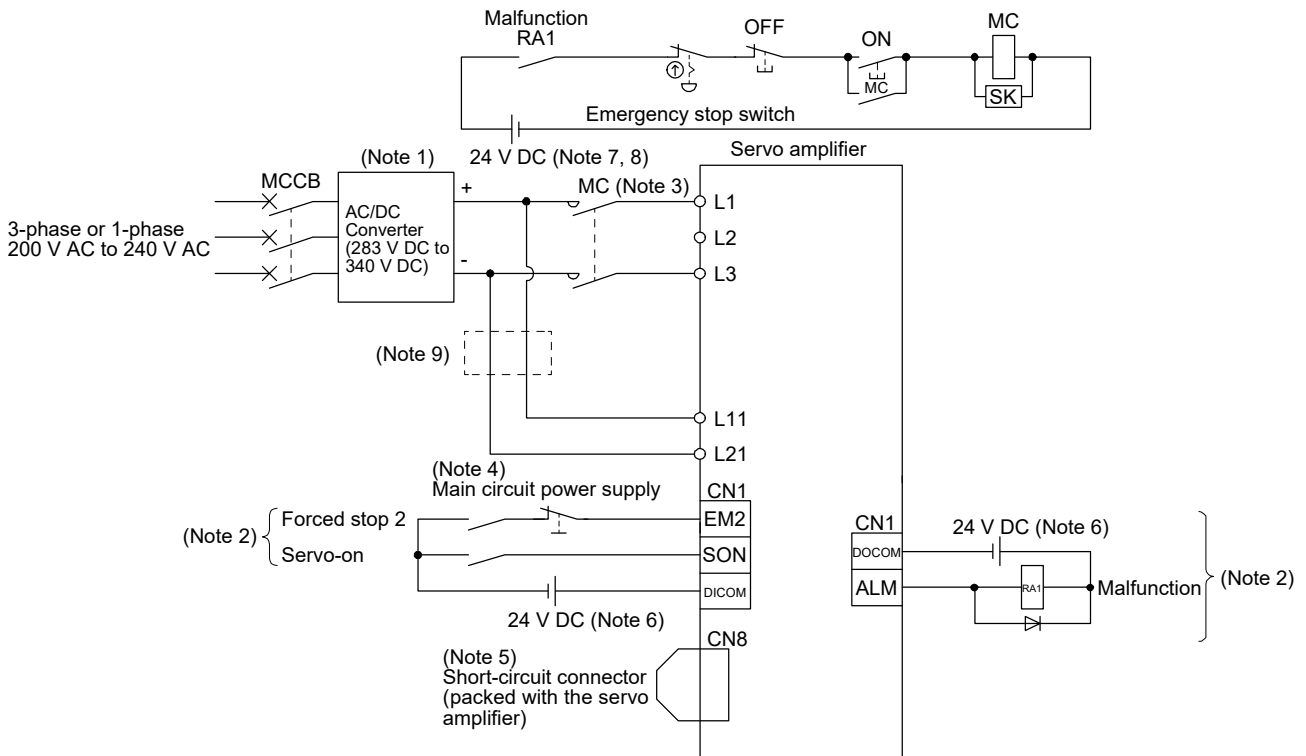 Malfunction
RA1
OFF
ON
MC
MC
SK
Emergency stop switch
24 V DC (Note 7, 8)
Servo amplifier
(Note 1)
MCCB
AC/DC
Converter
(283 V DC to
340 V DC)
+
-
MC (Note 3)
L1
L2
L3
3-phase or 1-phase
200 V AC to 240 V AC
(Note 9)
L11
L21
(Note 4)
Main circuit power supply
CN1
(Note 2)
Forced stop 2
EM2
Servo-on
SON
DICOM
24 V DC (Note 6)
CN1
24 V DC (Note 6)
DOCOM
ALM
RA1
Malfunction
(Note 2)
CN8
(Note 5)
Short-circuit connector
(packed with the servo
amplifier)